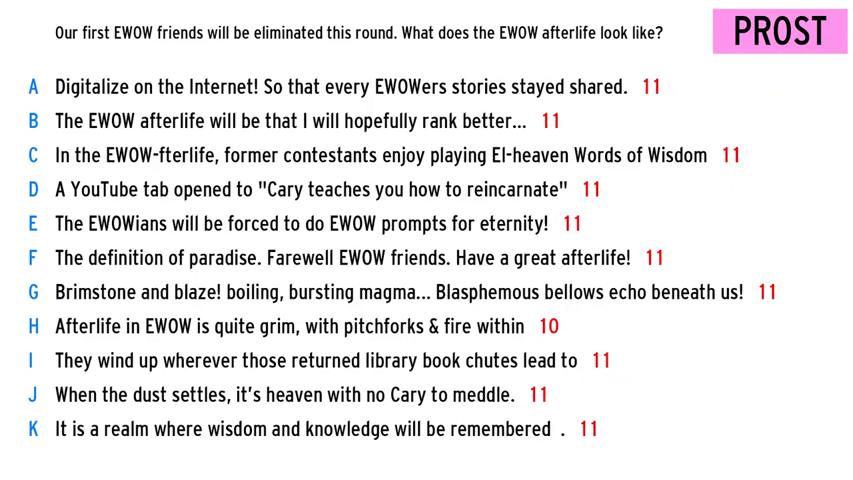 Our first EWOW friends will be eliminated this round. What does the EWOW afterlife look like?
PROST
A Digitalize on the Internet! So that every EWOWers stories stayed shared. 11
B The EWOW afterlife will be that I will hopefully rank better... 11
C In the EWOW-fterlife, former contestants enjoy playing El-heaven Words of Wisdom 11
D A YouTube tab opened to "Cary teaches you how to reincarnate" 11
E The EWOWians will be forced to do EWOW prompts for eternity! 11
F The definition of paradise. Farewell EWOW friends. Have a great afterlife! 11
G Brimstone and blaze! boiling, bursting magma... Blasphemous bellows echo beneath us! 11
H Afterlife in EWOW is quite grim, with pitchforks & fire within 10
I They wind up wherever those returned library book chutes lead to 11
J When the dust settles, it's heaven with no Cary to meddle. 11
K It is a realm where wisdom and knowledge will be remembered . 11